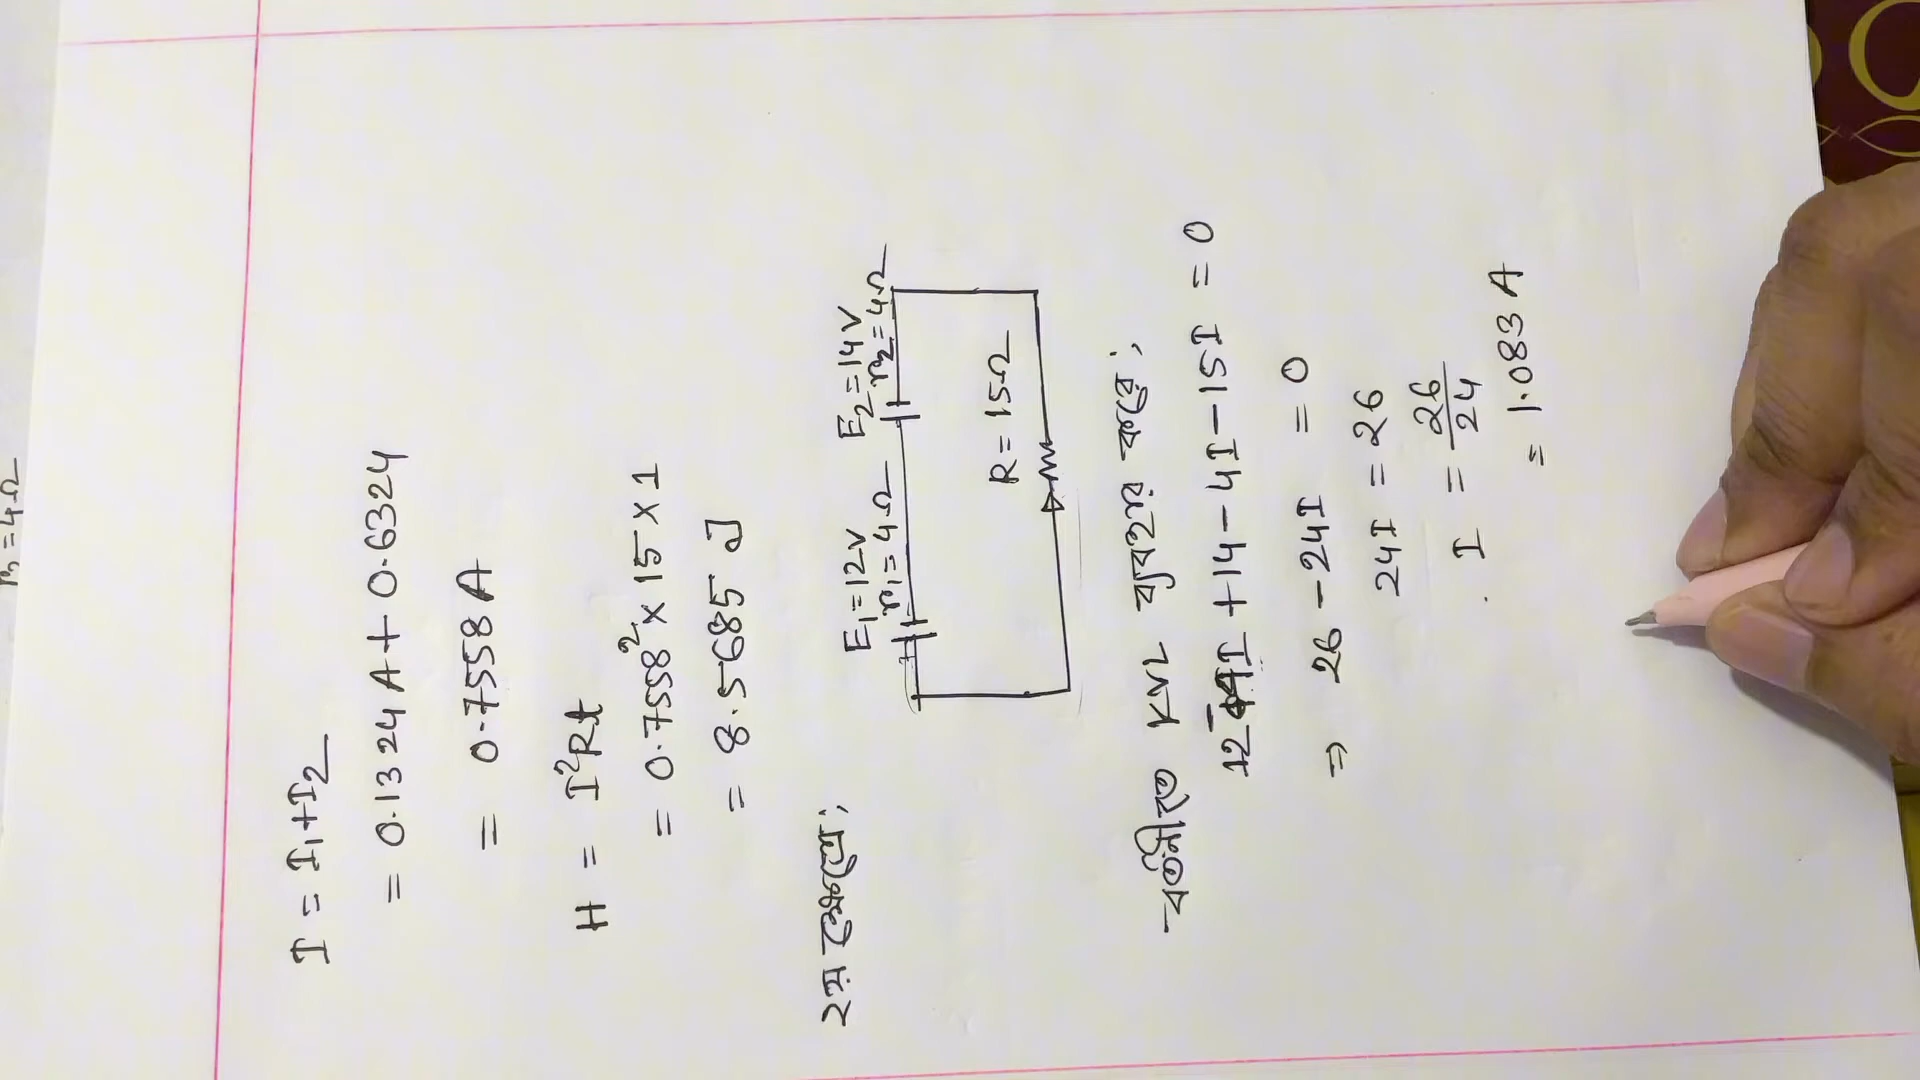 r₂ = 4Ω
I = I₁+I₂
= 0.1324 A + 0.6324
= 0.7558 A
H = I²Rt
= 0.7558² × 15 × 1
= 8.5685 J
২য় ক্ষেত্রে:
E₁=12V E₂=14V
r₁=4Ω r₂=4Ω
R = 15Ω
বর্তনীতে KVL ব্যবহার করে:
12-4I+14-4I-15I = 0
⇒ 26-24I = 0
24I = 26
I = 26/24
= 1.083 A